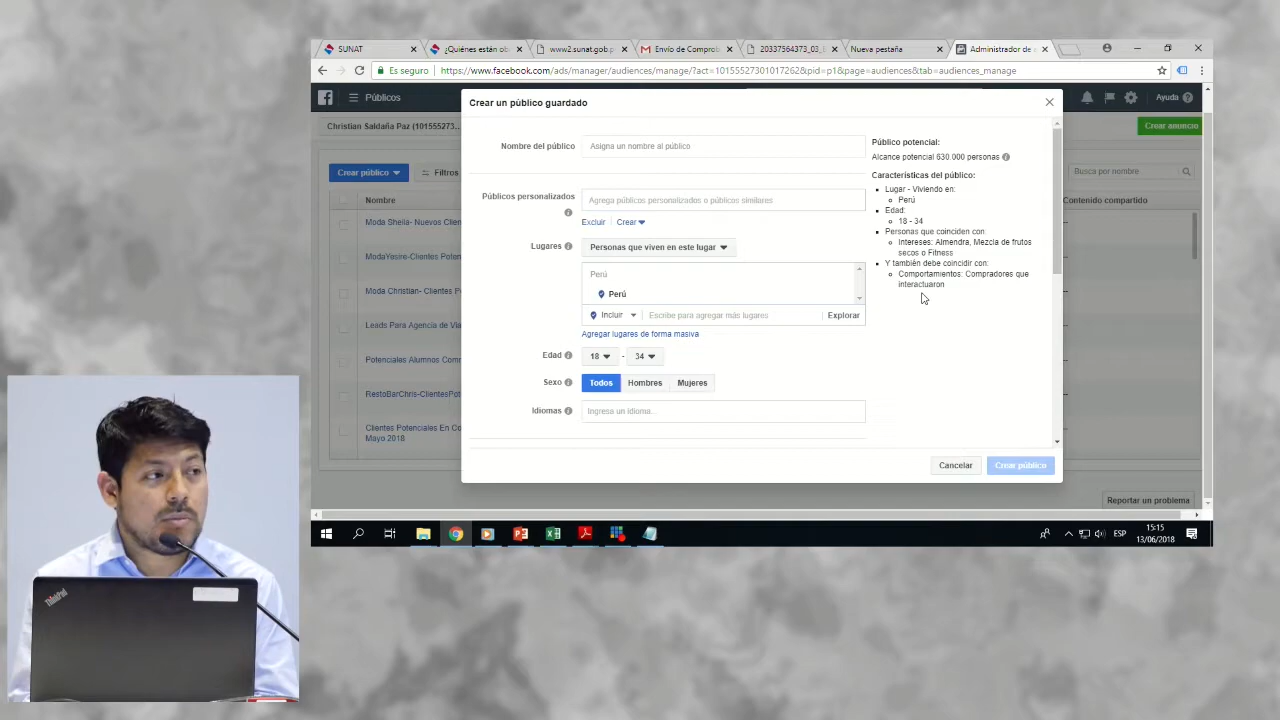 SUNAT
¿Quiénes están ob
www2.sunat.gob.p
Envío de Comprob
20337564373_03_
Nueva pestaña
Administrador de
Es seguro
https://www.facebook.com/ads/manager/audiences/manage/?act=10155527301017262&pid=p1&page=audiences&tab=audiences_manage
Públicos
Ayuda
Christian Saldaña Paz (101555273...
Crear anuncio
Crear público
Filtros
Busca por nombre
Nombre
Contenido compartido
Moda Sheila- Nuevos Clien
ModaYesire-Clientes Potenc
Moda Christian- Clientes P
Leads Para Agencia de Via
Potenciales Alumnos Comm
RestoBarChris-ClientesPot
Clientes Potenciales En Co
Mayo 2018
Crear un público guardado
Nombre del público
Asigna un nombre al público
Públicos personalizados
Agrega públicos personalizados o públicos similares
Excluir
Crear
Lugares
Personas que viven en este lugar
Perú
Perú
Incluir
Escribe para agregar más lugares
Explorar
Agregar lugares de forma masiva
Edad
18 - 34
Sexo
Todos
Hombres
Mujeres
Idiomas
Ingresa un idioma...
Público potencial:
Alcance potencial 630.000 personas
Características del público:
Lugar - Viviendo en:
Perú
Edad:
18 - 34
Personas que coinciden con
Intereses: Almendra, Mezcla de frutos
secos o Fitness
Y también debe coincidir con:
Comportamientos: Compradores que
interactuaron
Cancelar
Crear público
Reportar un problema
ESP
15:15
13/06/2018
ThinkPad